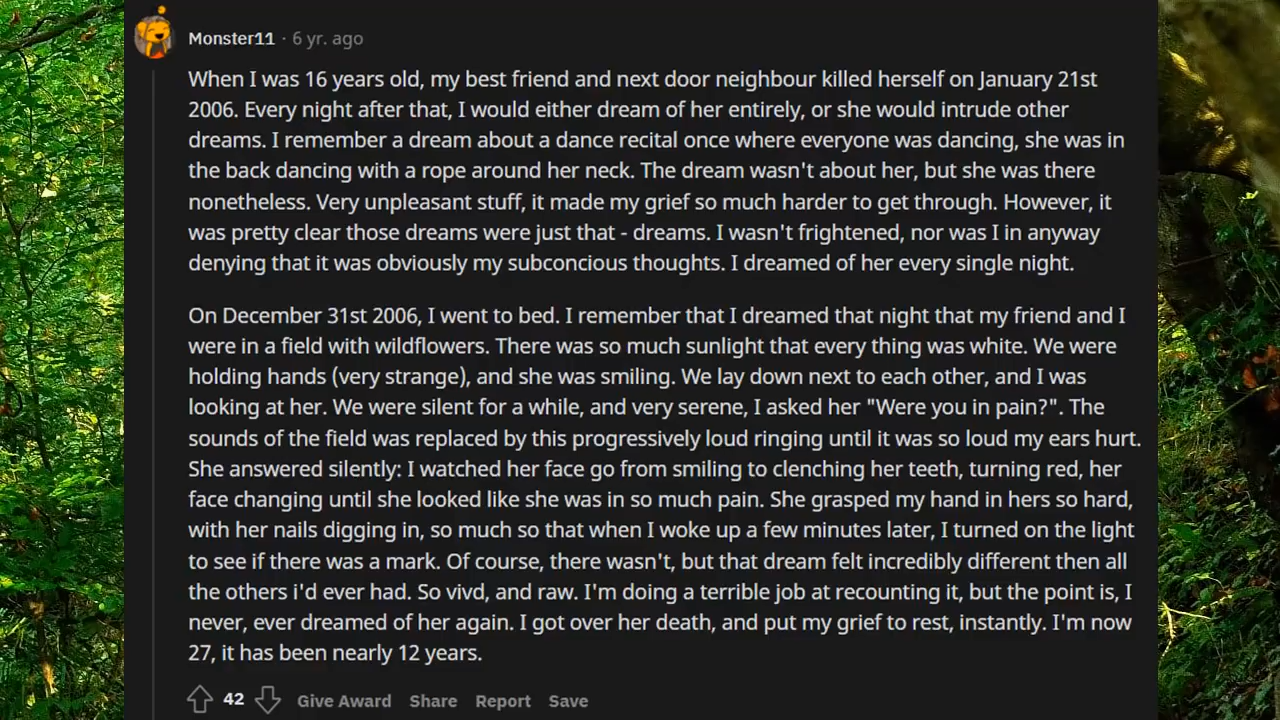 Monster11 · 6 yr. ago
When I was 16 years old, my best friend and next door neighbour killed herself on January 21st
2006. Every night after that, I would either dream of her entirely, or she would intrude other
dreams. I remember a dream about a dance recital once where everyone was dancing, she was in
the back dancing with a rope around her neck. The dream wasn't about her, but she was there
nonetheless. Very unpleasant stuff, it made my grief so much harder to get through. However, it
was pretty clear those dreams were just that - dreams. I wasn't frightened, nor was I in anyway
denying that it was obviously my subconcious thoughts. I dreamed of her every single night.
On December 31st 2006, I went to bed. I remember that I dreamed that night that my friend and I
were in a field with wildflowers. There was so much sunlight that every thing was white. We were
holding hands (very strange), and she was smiling. We lay down next to each other, and I was
looking at her. We were silent for a while, and very serene, I asked her "Were you in pain?". The
sounds of the field was replaced by this progressively loud ringing until it was so loud my ears hurt.
She answered silently: I watched her face go from smiling to clenching her teeth, turning red, her
face changing until she looked like she was in so much pain. She grasped my hand in hers so hard,
with her nails digging in, so much so that when I woke up a few minutes later, I turned on the light
to see if there was a mark. Of course, there wasn't, but that dream felt incredibly different then all
the others i'd ever had. So vivd, and raw. I'm doing a terrible job at recounting it, but the point is, I
never, ever dreamed of her again. I got over her death, and put my grief to rest, instantly. I'm now
27, it has been nearly 12 years.
42 Give Award Share Report Save